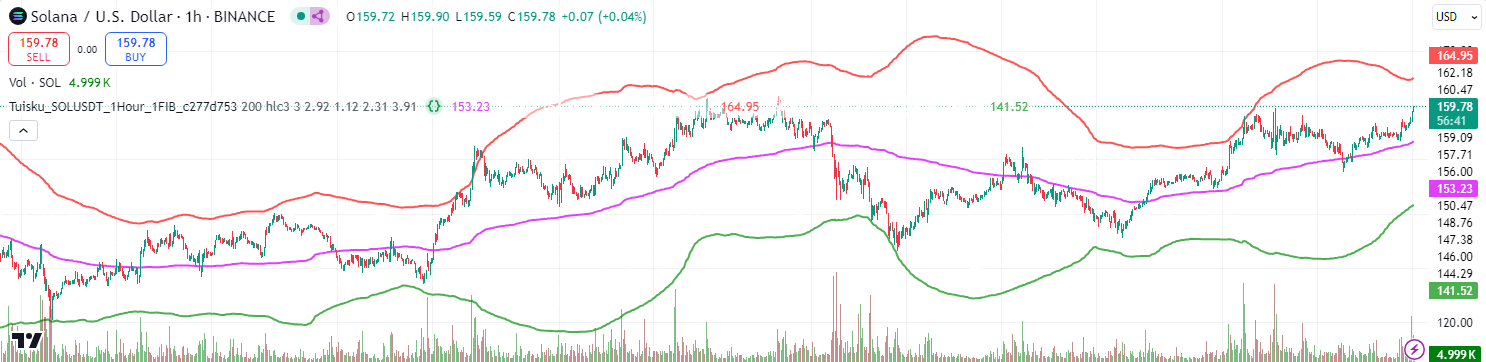 Solana / U.S. Dollar · 1h · BINANCE O159.72 H159.90 L159.59 C159.78 +0.07 (+0.04%)
USD
159.78 SELL
0.00
159.78 BUY
Vol · SOL 4.999 K
Tuisku_SOLUSDT_1Hour_1FIB_c277d753 200 hlc3 3 2.92 1.12 2.31 3.91 {} 153.23 164.95 141.52
164.95
162.18
160.47
159.78
56:41
159.09
157.71
156.00
153.23
150.47
148.76
147.38
146.00
144.29
141.52
120.00
4.999 K